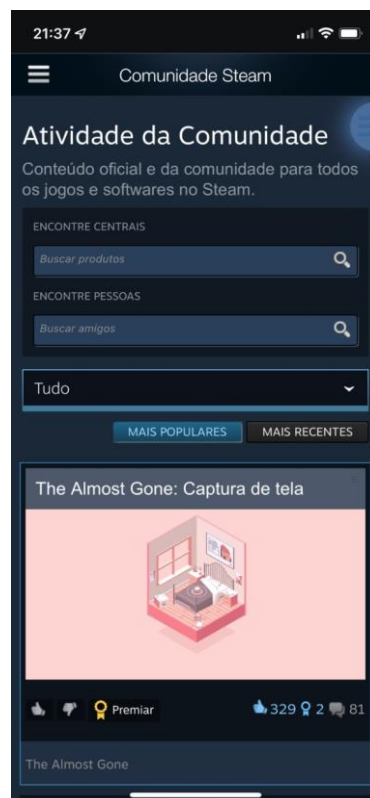 21:37
Comunidade Steam
Atividade da Comunidade
Conteúdo oficial e da comunidade para todos
os jogos e softwares no Steam.
ENCONTRE CENTRAIS
Buscar produtos
ENCONTRE PESSOAS
Buscar amigos
Tudo
MAIS POPULARES MAIS RECENTES
The Almost Gone: Captura de tela
Premiar 329 2 81
The Almost Gone